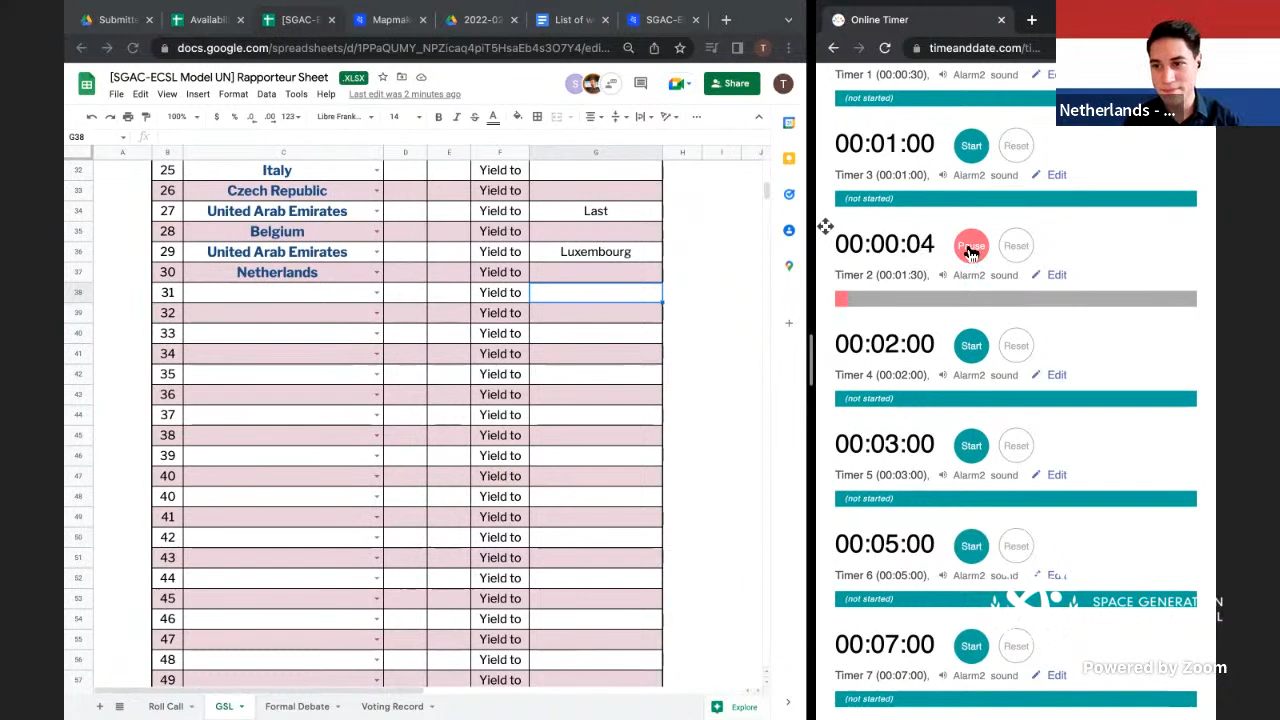 Submitte
Availabi
[SGAC-E
Mapmak
2022-02
List of w
SGAC-E
Online Timer
docs.google.com/spreadsheets/d/1PPaQUMY_NPZicaq4piT5HsaEb4s3O7Y4/edi...
T
timeanddate.com/ti...
[SGAC-ECSL Model UN] Rapporteur Sheet .XLSX
S
Share
T
File Edit View Insert Format Data Tools Help Last edit was 2 minutes ago
100% $ % .0 .00 123 Libre Frank... 14 B I S A
G38 fx
A B C D E F G H I J
32 25 Italy Yield to
33 26 Czech Republic Yield to
34 27 United Arab Emirates Yield to Last
35 28 Belgium Yield to
36 29 United Arab Emirates Yield to Luxembourg
37 30 Netherlands Yield to
38 31 Yield to
39 32 Yield to
40 33 Yield to
41 34 Yield to
42 35 Yield to
43 36 Yield to
44 37 Yield to
45 38 Yield to
46 39 Yield to
47 40 Yield to
48 40 Yield to
49 41 Yield to
50 42 Yield to
51 43 Yield to
52 44 Yield to
53 45 Yield to
54 46 Yield to
55 47 Yield to
56 48 Yield to
57 49 Yield to
Roll Call GSL Formal Debate Voting Record Explore
Timer 1 (00:00:30), Alarm2 sound Ed
(not started)
00:01:00 Start Reset
Timer 3 (00:01:00), Alarm2 sound Edit
(not started)
00:00:04 Pause Reset
Timer 2 (00:01:30), Alarm2 sound Edit
00:02:00 Start Reset
Timer 4 (00:02:00), Alarm2 sound Edit
(not started)
00:03:00 Start Reset
Timer 5 (00:03:00), Alarm2 sound Edit
(not started)
00:05:00 Start Reset
Timer 6 (00:05:00), Alarm2 sound Edit
(not started)
00:07:00 Start Reset
Timer 7 (00:07:00), Alarm2 sound Edit
(not started)
Netherlands - ...
SPACE GENERATION
L
Powered by Zoom